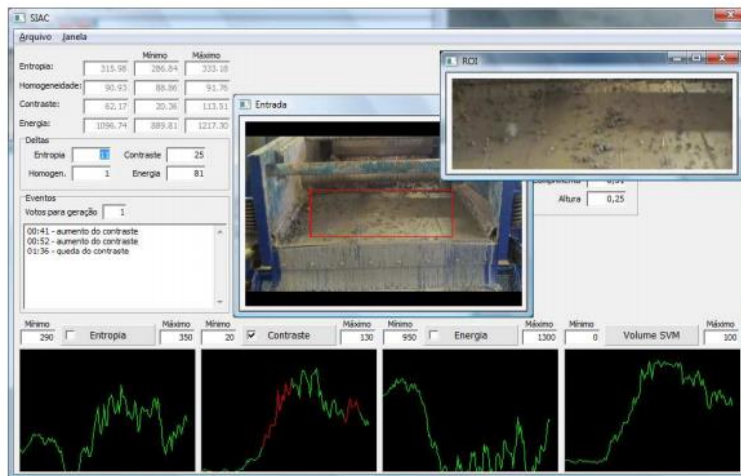 SIAC
Arquivo Janela
Mínimo Máximo
Entropia: 315.98 286.84 333.18
Homogeneidade: 90.93 88.86 91.76
Contraste: 62.17 20.36 113.51
Energia: 1096.74 889.81 1217.30
Deltas
Entropia 11 Contraste 25
Homogen. 1 Energia 81
Eventos
Votos para geração 1
00:41 - aumento do contraste
00:52 - aumento do contraste
01:36 - queda do contraste
Entrada
ROI
Altura 0,25
Mínimo Máximo Mínimo Máximo Mínimo Máximo Mínimo Máximo
290 Entropia 350 20 Contraste 130 950 Energia 1300 0 Volume SVM 100